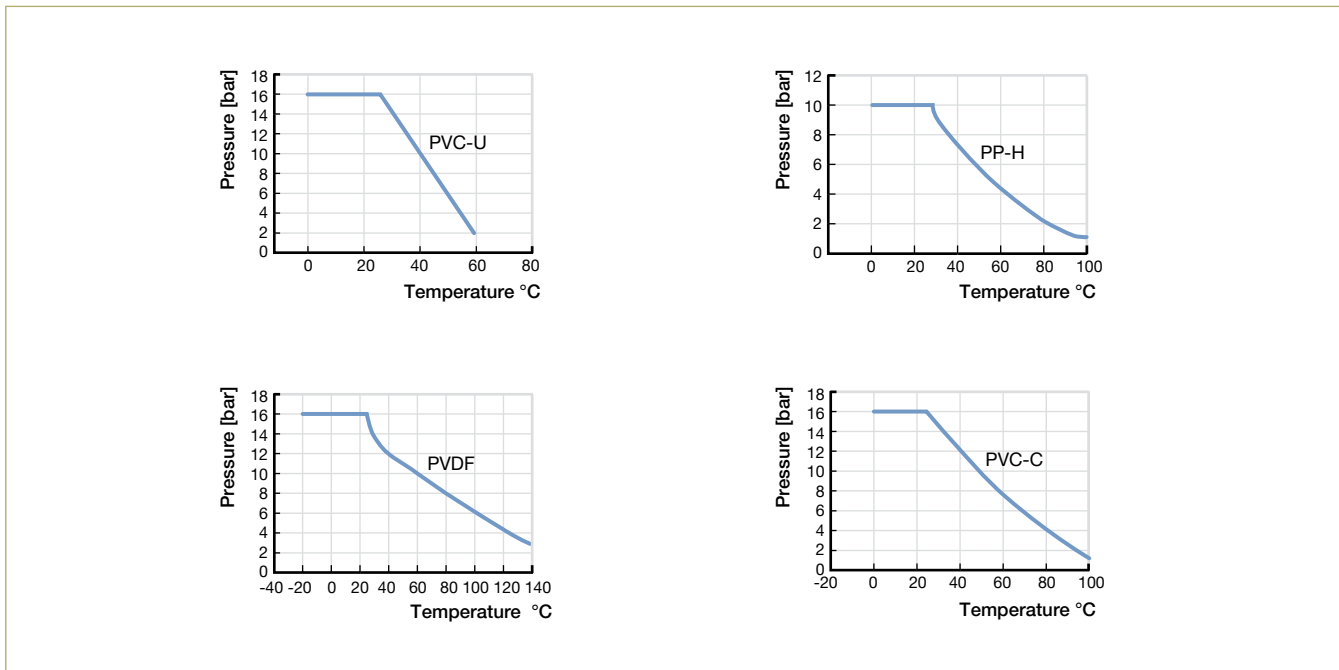 Pressure [bar]
18
16
14
12
10
8
6
4
2
0
PVC-U
0 20 40 60 80
Temperature °C
Pressure [bar]
12
10
8
6
4
2
0
PP-H
0 20 40 60 80 100
Temperature °C
Pressure [bar]
18
16
14
12
10
8
6
4
2
0
PVDF
-40 -20 0 20 40 60 80 100 120 140
Temperature °C
Pressure [bar]
18
16
14
12
10
8
6
4
2
0
PVC-C
-20 0 20 40 60 80 100
Temperature °C